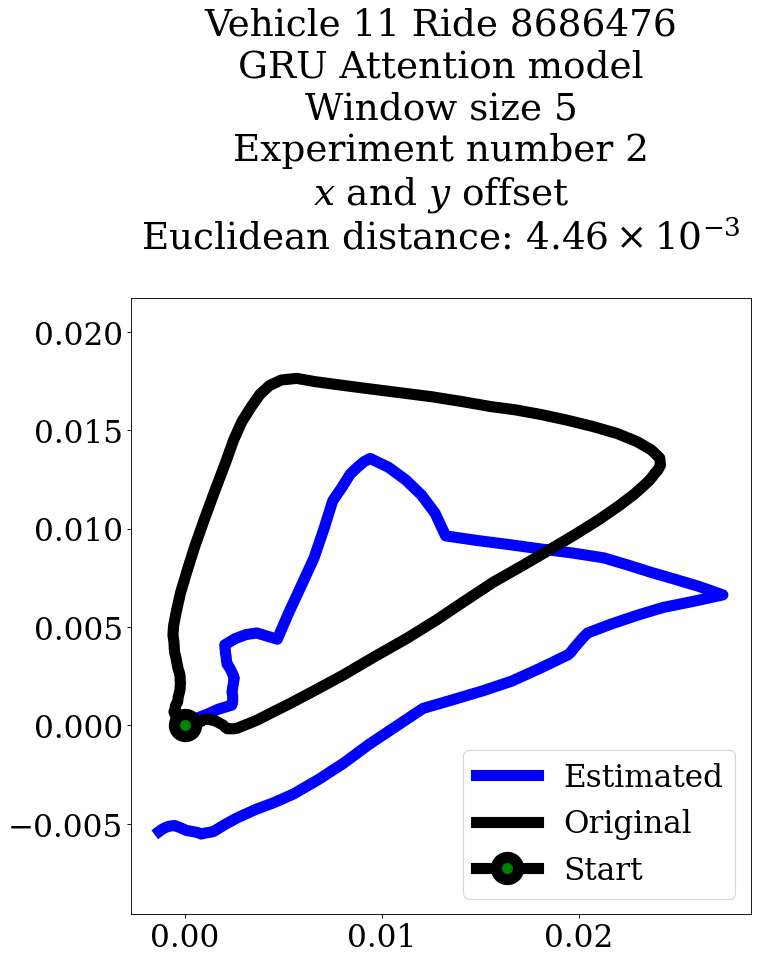 Vehicle 11 Ride 8686476
GRU Attention model
Window size 5
Experiment number 2
x and y offset
Euclidean distance: 4.46 × 10⁻³
0.020
0.015
0.010
0.005
0.000
−0.005
0.00 0.01 0.02
Estimated
Original
Start